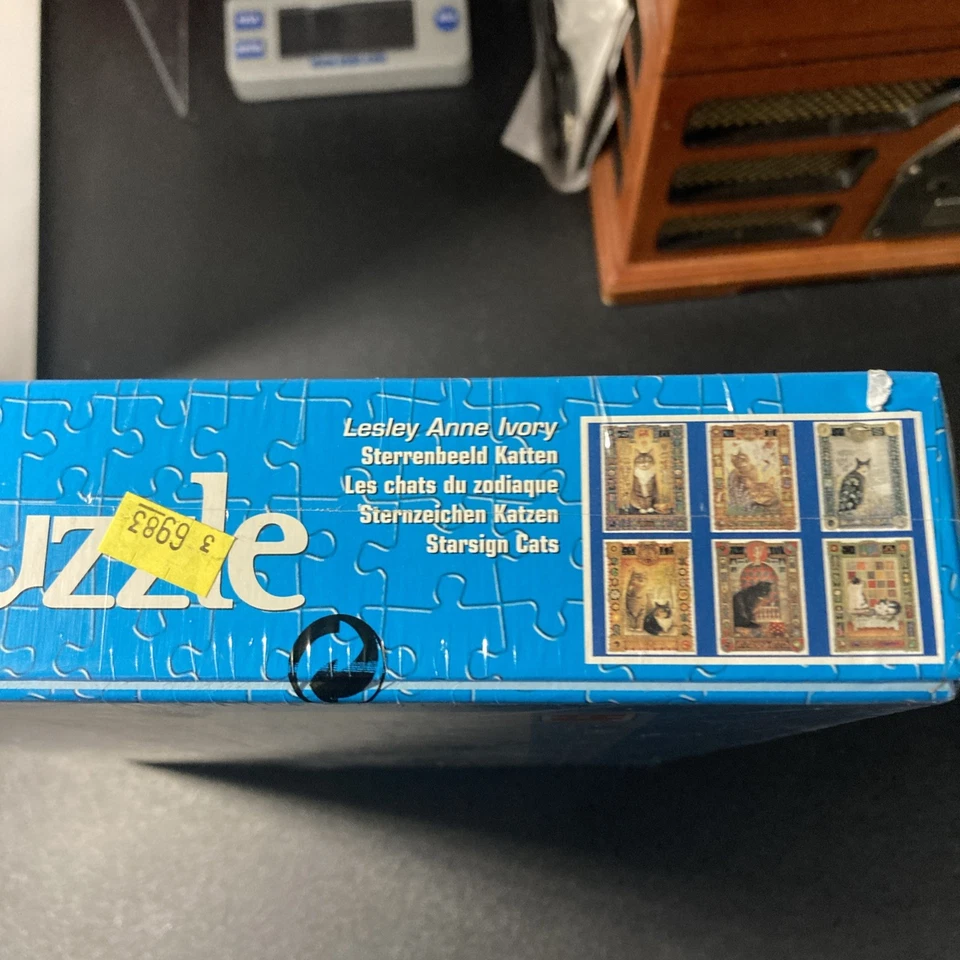 Lesley Anne Ivory
Sterrenbeeld Katten
Les chats du zodiaque
Sternzeichen Katzen
Starsign Cats
uzzle
3 6983